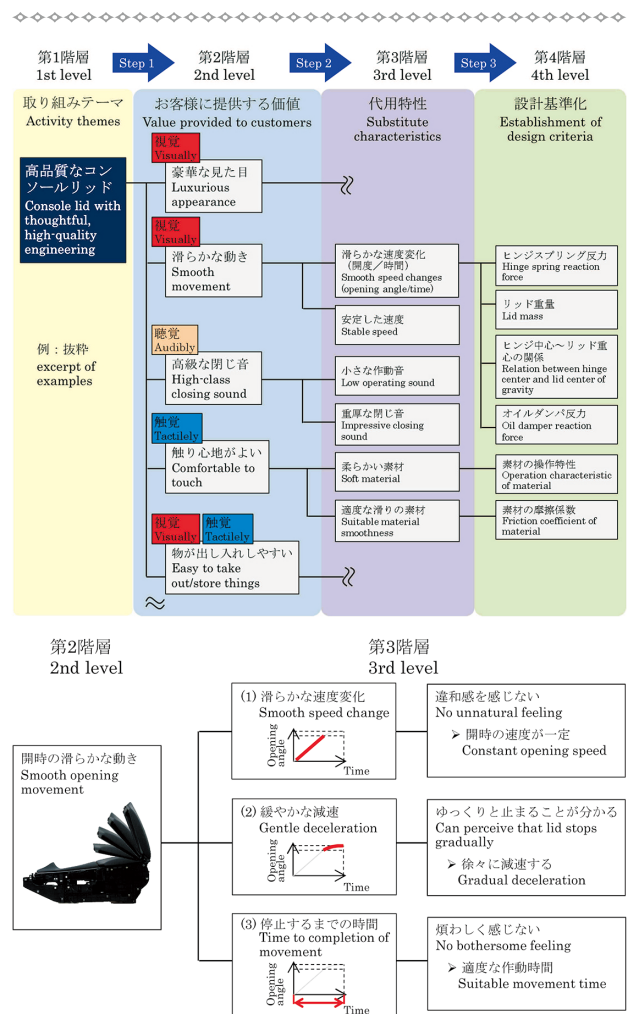 第1階層
1st level
Step 1
第2階層
2nd level
Step 2
第3階層
3rd level
Step 3
第4階層
4th level
取り組みテーマ
Activity themes
お客様に提供する価値
Value provided to customers
代用特性
Substitute
characteristics
設計基準化
Establishment of
design criteria
高品質なコン
ソールリッド
Console lid with
thoughtful,
high-quality
engineering
例：抜粋
excerpt of
examples
視覚
Visually
豪華な見た目
Luxurious
appearance
視覚
Visually
滑らかな動き
Smooth
movement
聴覚
Audibly
高級な閉じ音
High-class
closing sound
触覚
Tactilely
触り心地がよい
Comfortable to
touch
視覚
Visually
触覚
Tactilely
物が出し入れしやすい
Easy to take
out/store things
滑らかな速度変化
（開度／時間）
Smooth speed changes
(opening angle/time)
安定した速度
Stable speed
小さな作動音
Low operating sound
重厚な閉じ音
Impressive closing
sound
柔らかい素材
Soft material
適度な滑りの素材
Suitable material
smoothness
ヒンジスプリング反力
Hinge spring reaction
force
リッド重量
Lid mass
ヒンジ中心～リッド重
心の関係
Relation between hinge
center and lid center of
gravity
オイルダンパ反力
Oil damper reaction
force
素材の操作特性
Operation characteristic
of material
素材の摩擦係数
Friction coefficient of
material
第2階層
2nd level
第3階層
3rd level
開時の滑らかな動き
Smooth opening
movement
(1) 滑らかな速度変化
Smooth speed change
Opening
angle
Time
違和感を感じない
No unnatural feeling
➤ 開時の速度が一定
Constant opening speed
(2) 緩やかな減速
Gentle deceleration
Opening
angle
Time
ゆっくりと止まることが分かる
Can perceive that lid stops
gradually
➤ 徐々に減速する
Gradual deceleration
(3) 停止するまでの時間
Time to completion of
movement
Opening
angle
Time
煩わしく感じない
No bothersome feeling
➤ 適度な作動時間
Suitable movement time